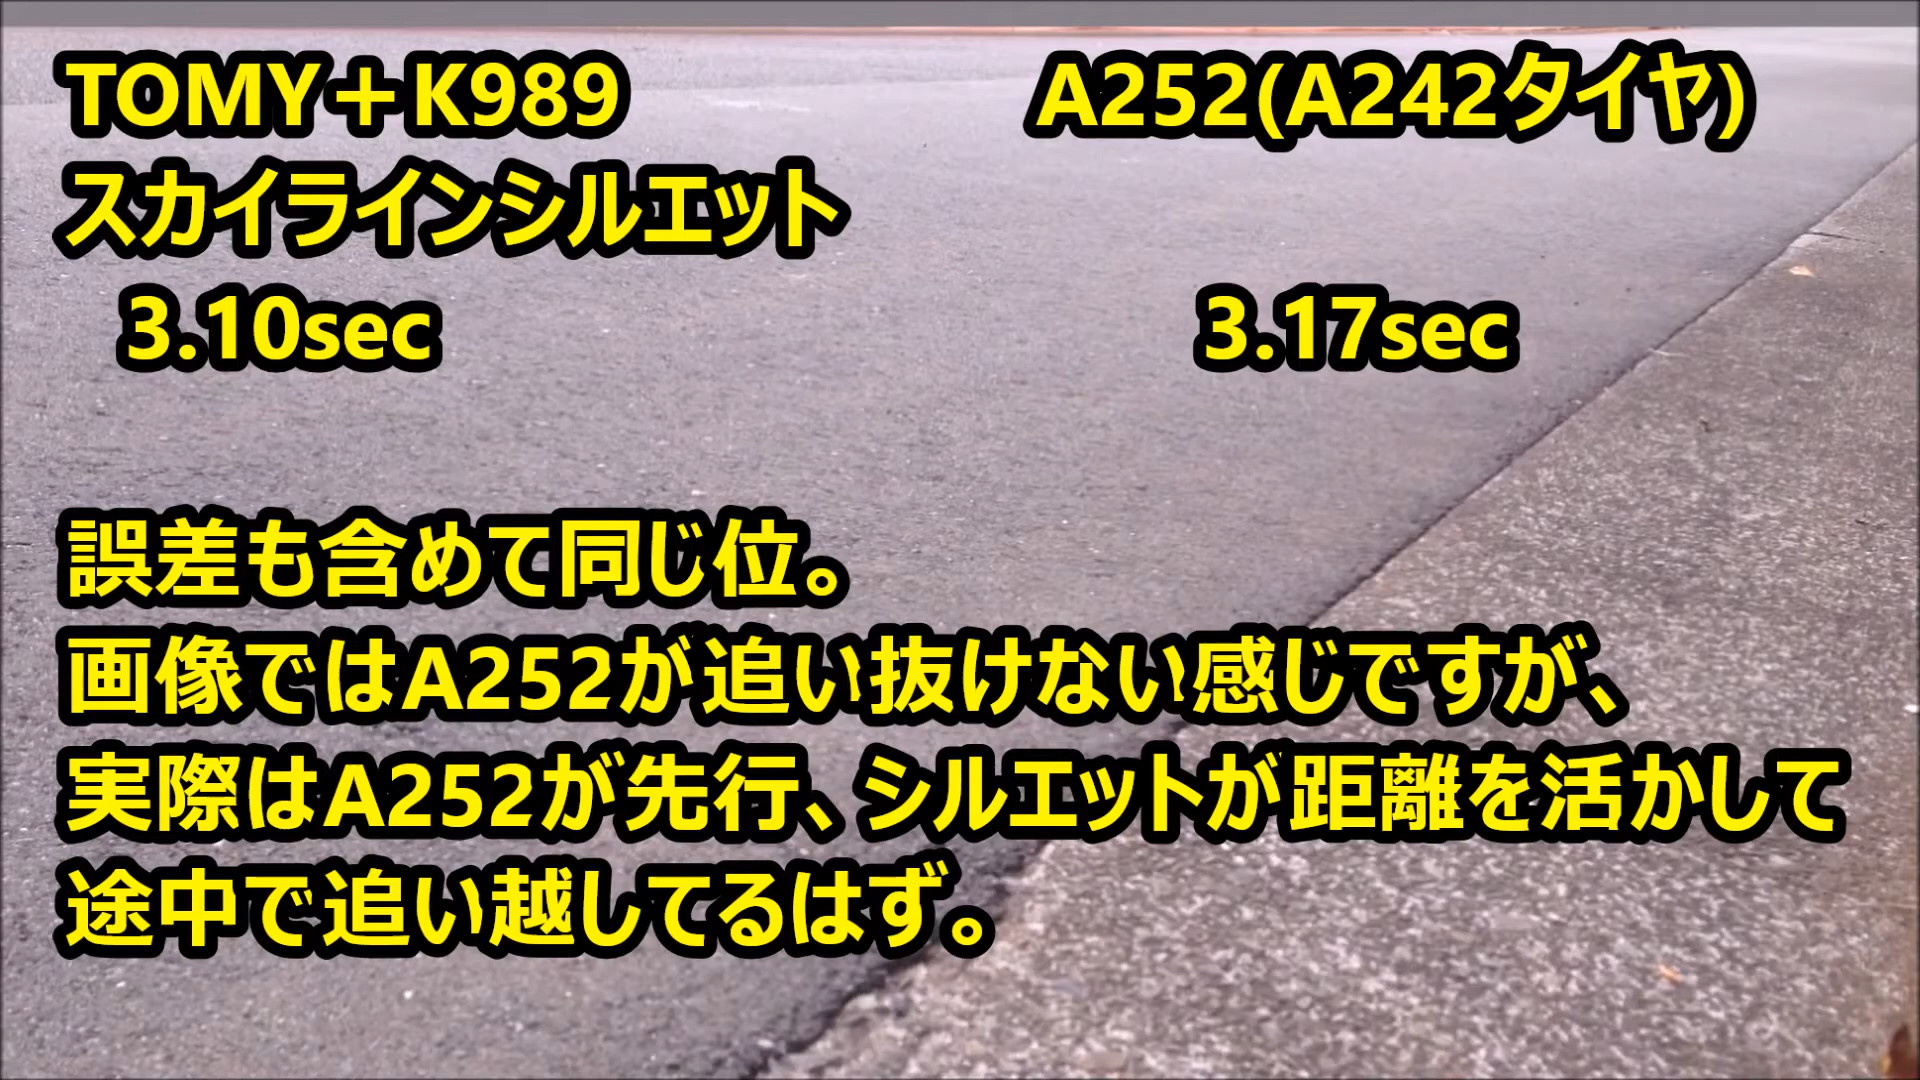 TOMY＋K989 A252(A242タイヤ)
スカイラインシルエット
3.10sec 3.17sec
誤差も含めて同じ位。
画像ではA252が追い抜けない感じですが、
実際はA252が先行、シルエットが距離を活かして
途中で追い越してるはず。